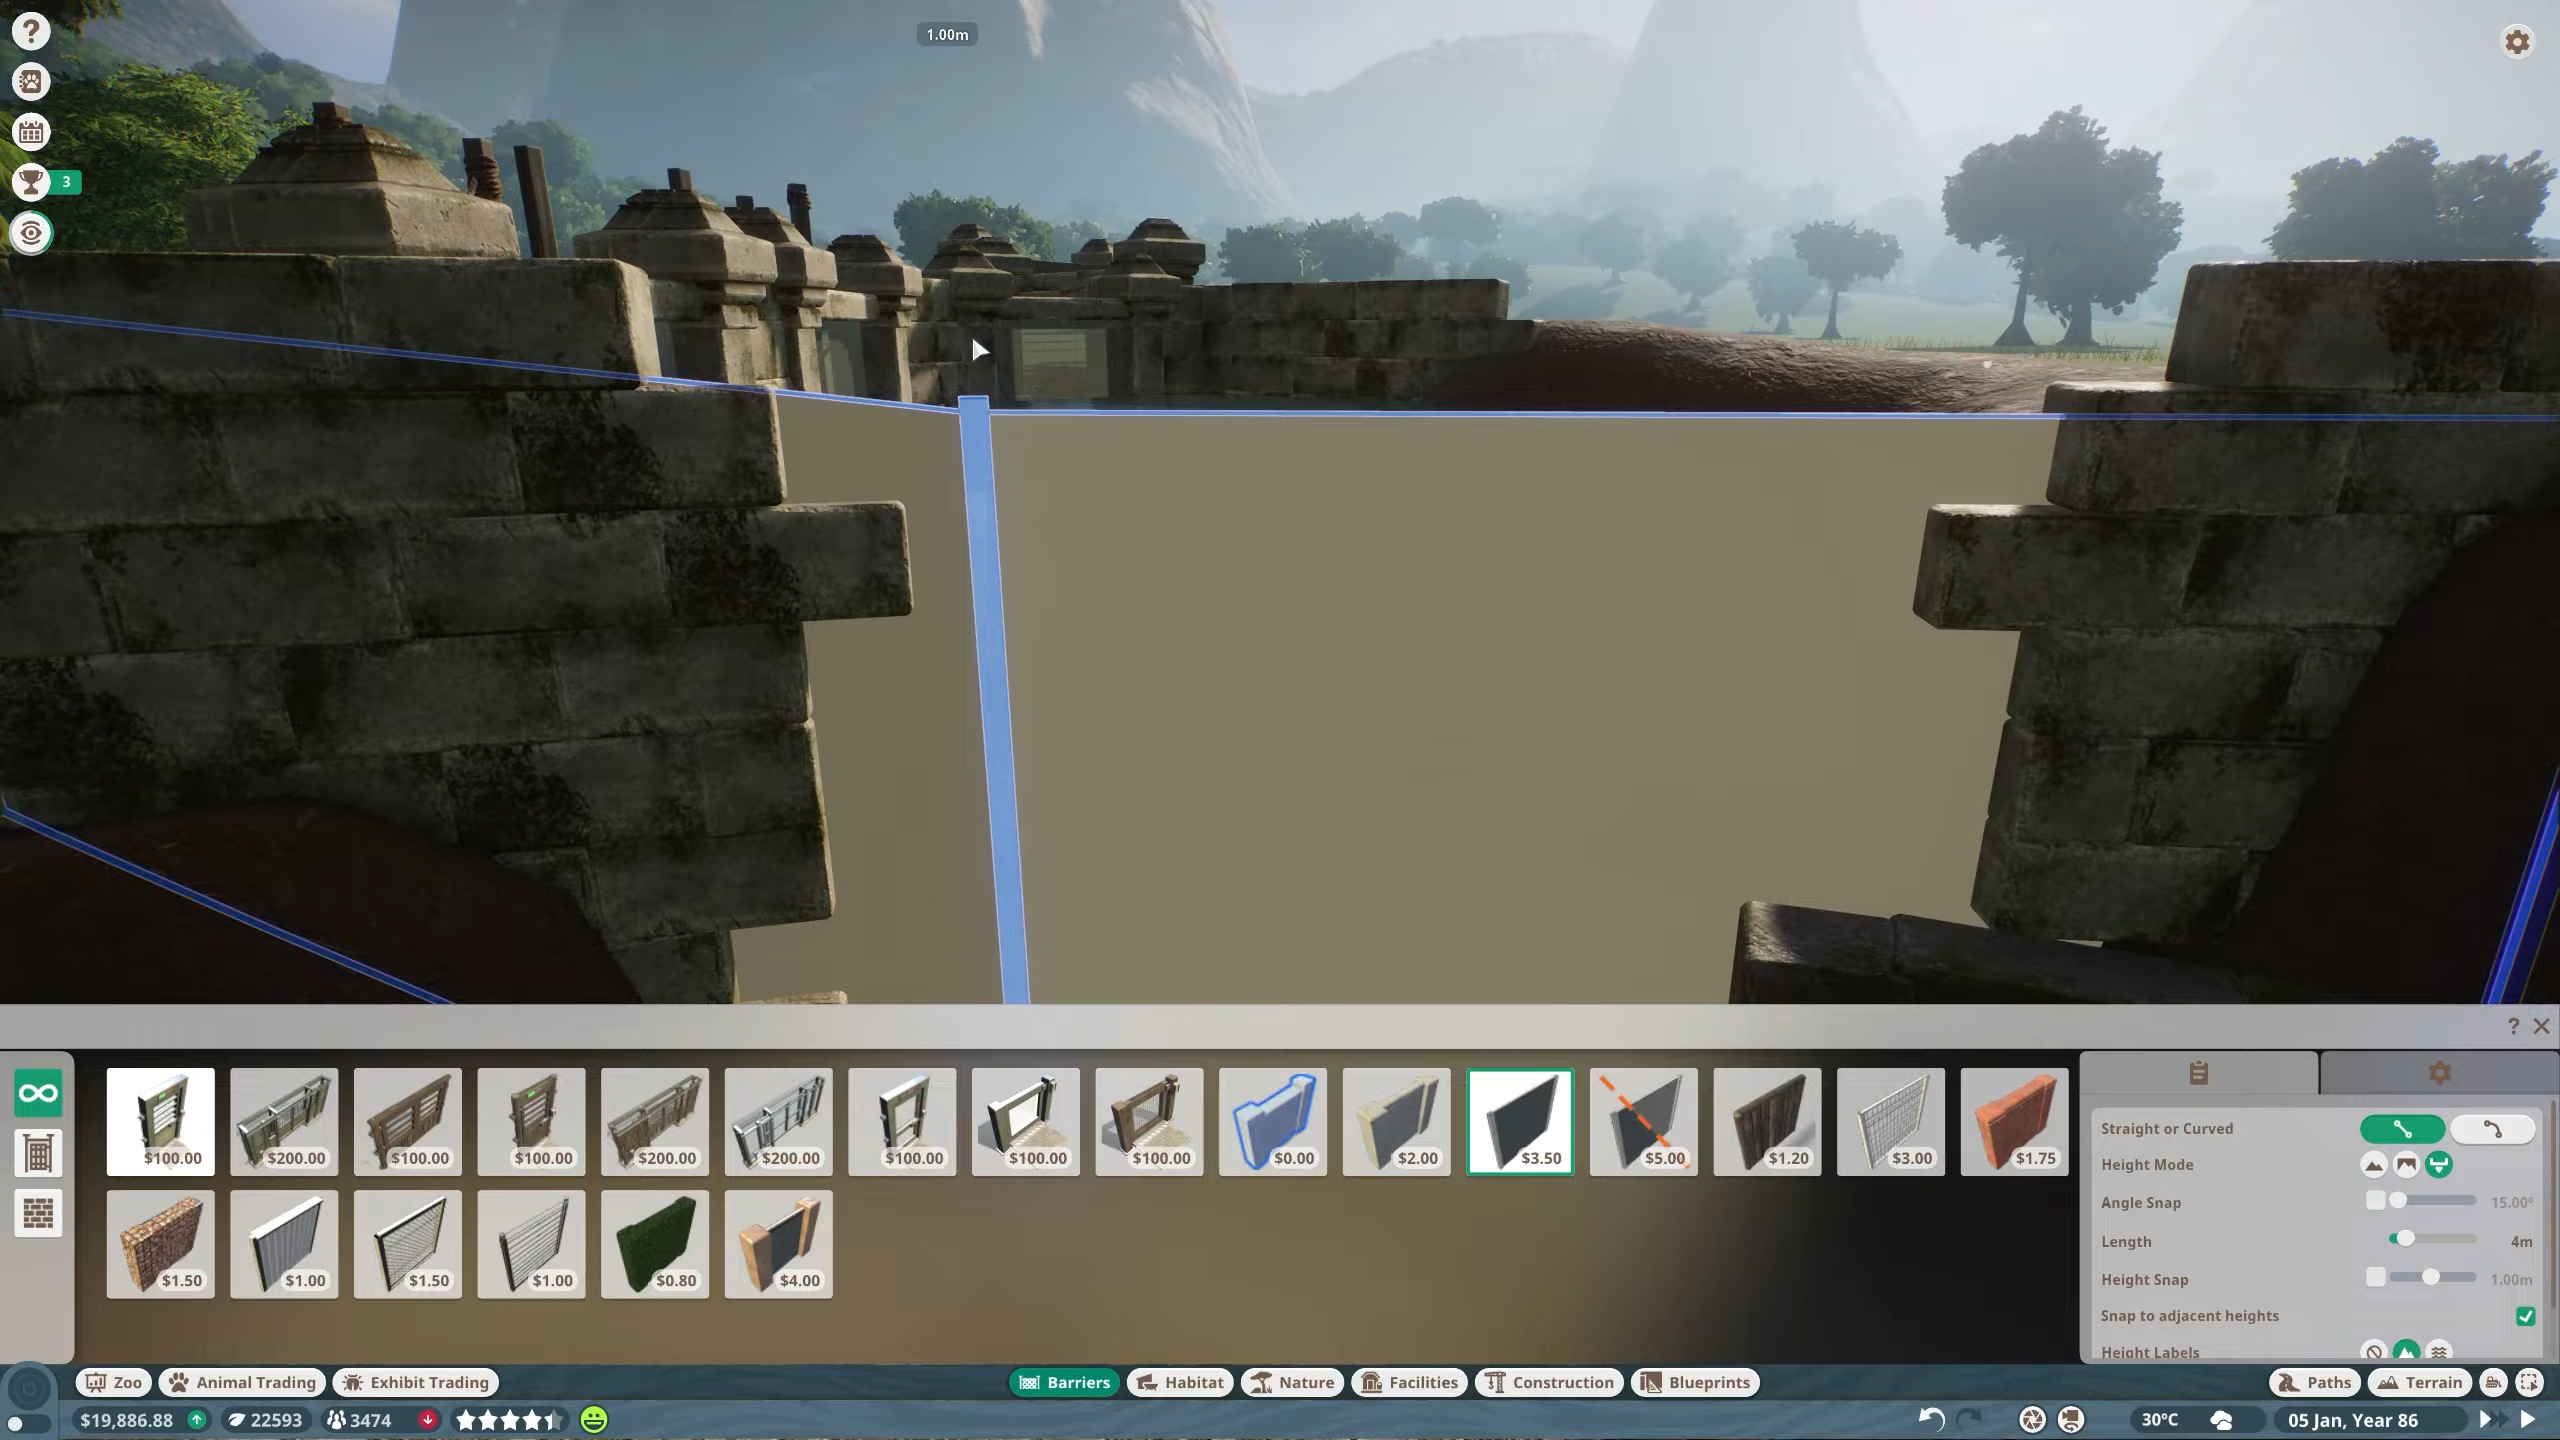 ?
1.00m
3
? ×
$100.00 $200.00 $100.00 $100.00 $200.00 $200.00 $100.00 $100.00 $100.00 $0.00 $2.00 $3.50 $5.00 $1.20 $3.00 $1.75
$1.50 $1.00 $1.50 $1.00 $0.80 $4.00
Straight or Curved
Height Mode
Angle Snap 15.00°
Length 4m
Height Snap 1.00m
Snap to adjacent heights
Height Labels
Zoo Animal Trading Exhibit Trading Barriers Habitat Nature Facilities Construction Blueprints Paths Terrain
$19,886.88 22593 3474 30°C 05 Jan, Year 86